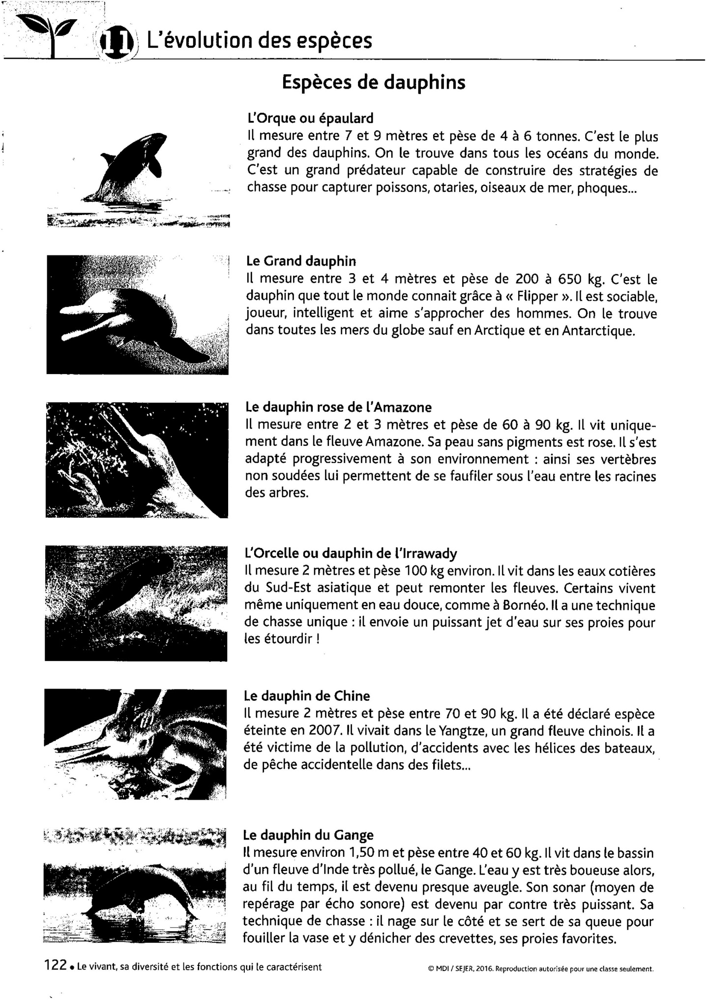 11 L'évolution des espèces
Espèces de dauphins
L'Orque ou épaulard
Il mesure entre 7 et 9 mètres et pèse de 4 à 6 tonnes. C'est le plus
grand des dauphins. On le trouve dans tous les océans du monde.
C'est un grand prédateur capable de construire des stratégies de
chasse pour capturer poissons, otaries, oiseaux de mer, phoques...
Le Grand dauphin
Il mesure entre 3 et 4 mètres et pèse de 200 à 650 kg. C'est le
dauphin que tout le monde connait grâce à « Flipper ». Il est sociable,
joueur, intelligent et aime s'approcher des hommes. On le trouve
dans toutes les mers du globe sauf en Arctique et en Antarctique.
Le dauphin rose de l'Amazone
Il mesure entre 2 et 3 mètres et pèse de 60 à 90 kg. Il vit unique-
ment dans le fleuve Amazone. Sa peau sans pigments est rose. Il s'est
adapté progressivement à son environnement : ainsi ses vertèbres
non soudées lui permettent de se faufiler sous l'eau entre les racines
des arbres.
L'Orcelle ou dauphin de l'Irrawady
Il mesure 2 mètres et pèse 100 kg environ. Il vit dans les eaux cotières
du Sud-Est asiatique et peut remonter les fleuves. Certains vivent
même uniquement en eau douce, comme à Bornéo. Il a une technique
de chasse unique : il envoie un puissant jet d'eau sur ses proies pour
les étourdir !
Le dauphin de Chine
Il mesure 2 mètres et pèse entre 70 et 90 kg. Il a été déclaré espèce
éteinte en 2007. Il vivait dans le Yangtze, un grand fleuve chinois. Il a
été victime de la pollution, d'accidents avec les hélices des bateaux,
de pêche accidentelle dans des filets...
Le dauphin du Gange
Il mesure environ 1,50 m et pèse entre 40 et 60 kg. Il vit dans le bassin
d'un fleuve d'Inde très pollué, le Gange. L'eau y est très boueuse alors,
au fil du temps, il est devenu presque aveugle. Son sonar (moyen de
repérage par écho sonore) est devenu par contre très puissant. Sa
technique de chasse : il nage sur le côté et se sert de sa queue pour
fouiller la vase et y dénicher des crevettes, ses proies favorites.
122 • Le vivant, sa diversité et les fonctions qui le caractérisent
© MDI / SEJER, 2016. Reproduction autorisée pour une classe seulement.